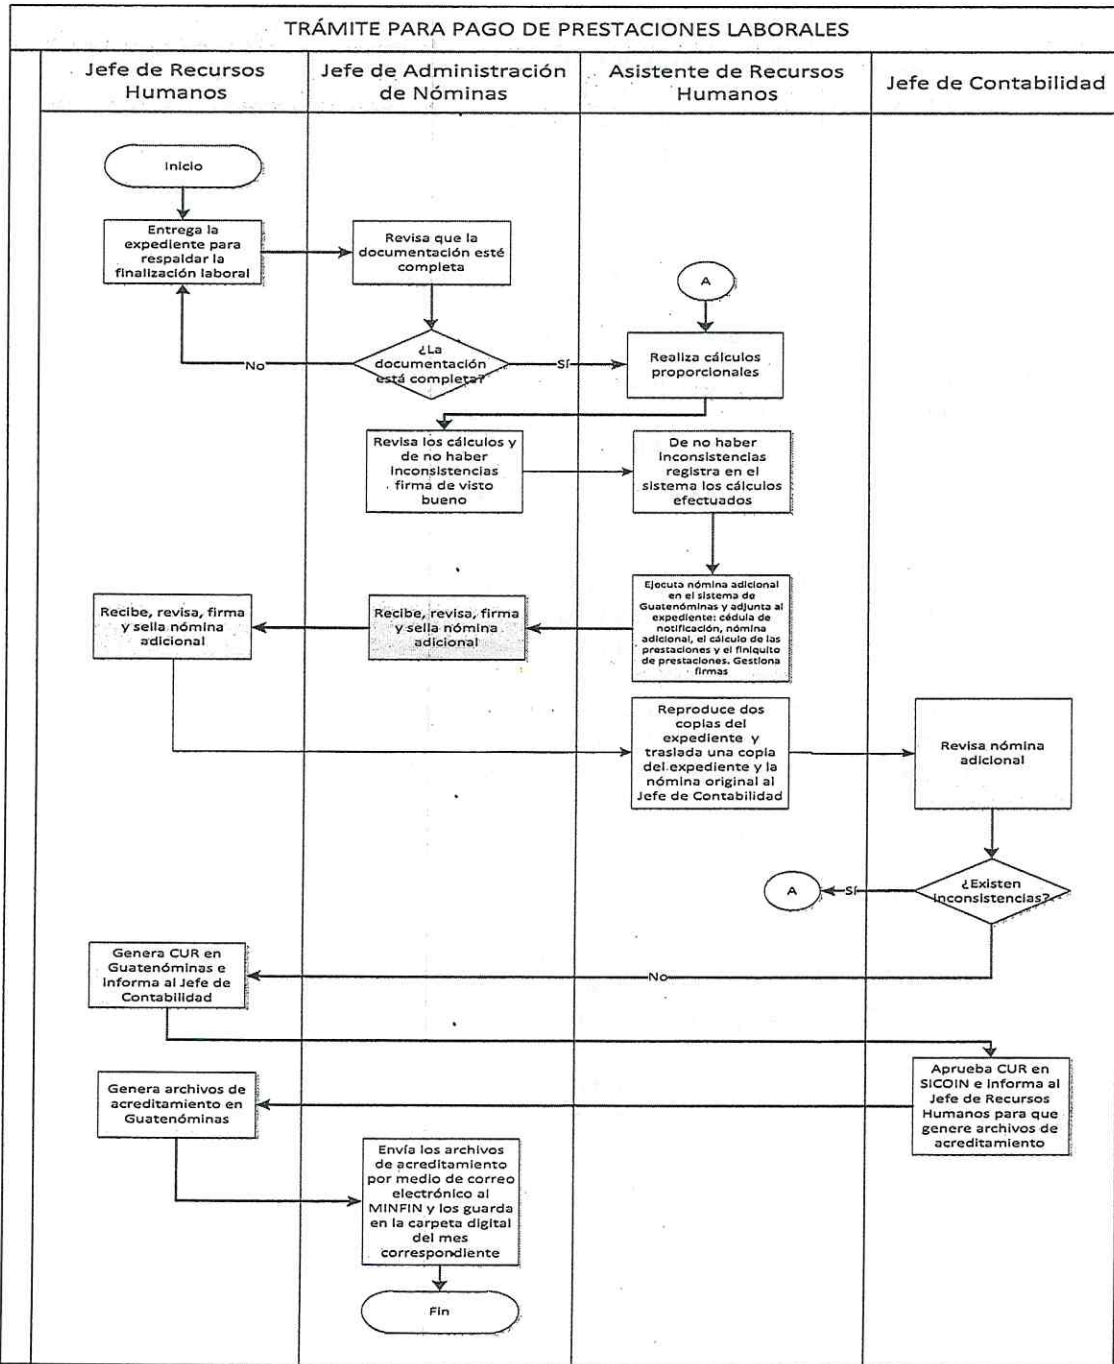 TRÁMITE PARA PAGO DE PRESTACIONES LABORALES
Jefe de Recursos
Humanos
Jefe de Administración
de Nóminas
Asistente de Recursos
Humanos
Jefe de Contabilidad
Inicio
Entrega la
expediente para
respaldar la
finalización laboral
Revisa que la
documentación esté
completa
A
¿La
documentación
está completa?
No
Sí
Realiza cálculos
proporcionales
Revisa los cálculos y
de no haber
inconsistencias
firma de visto
bueno
De no haber
inconsistencias
registra en el
sistema los cálculos
efectuados
Ejecuta nómina adicional
en el sistema de
Guatenóminas y adjunta al
expediente: cédula de
notificación, nómina
adicional, el cálculo de las
prestaciones y el finiquito
de prestaciones. Gestiona
firmas
Recibe, revisa, firma
y sella nómina
adicional
Recibe, revisa, firma
y sella nómina
adicional
Reproduce dos
copias del
expediente y
traslada una copia
del expediente y la
nómina original al
Jefe de Contabilidad
Revisa nómina
adicional
¿Existen
inconsistencias?
Sí
A
No
Genera CUR en
Guatenóminas e
informa al Jefe de
Contabilidad
Aprueba CUR en
SICOIN e informa al
Jefe de Recursos
Humanos para que
genere archivos de
acreditamiento
Genera archivos de
acreditamiento en
Guatenóminas
Envía los archivos
de acreditamiento
por medio de correo
electrónico al
MINFIN y los guarda
en la carpeta digital
del mes
correspondiente
Fin